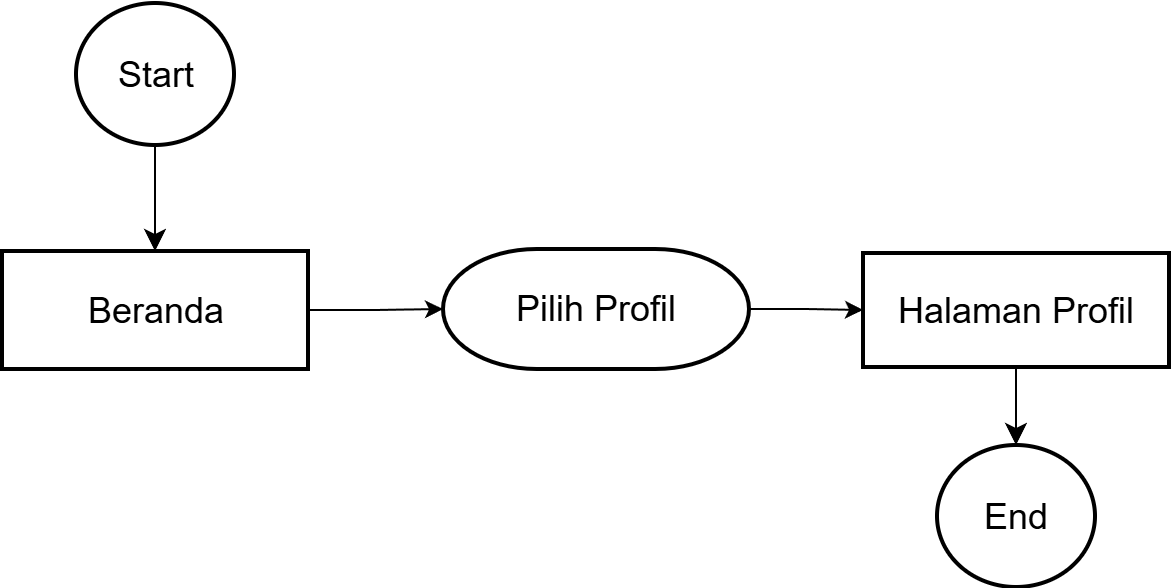 Start
Beranda
Pilih Profil
Halaman Profil
End